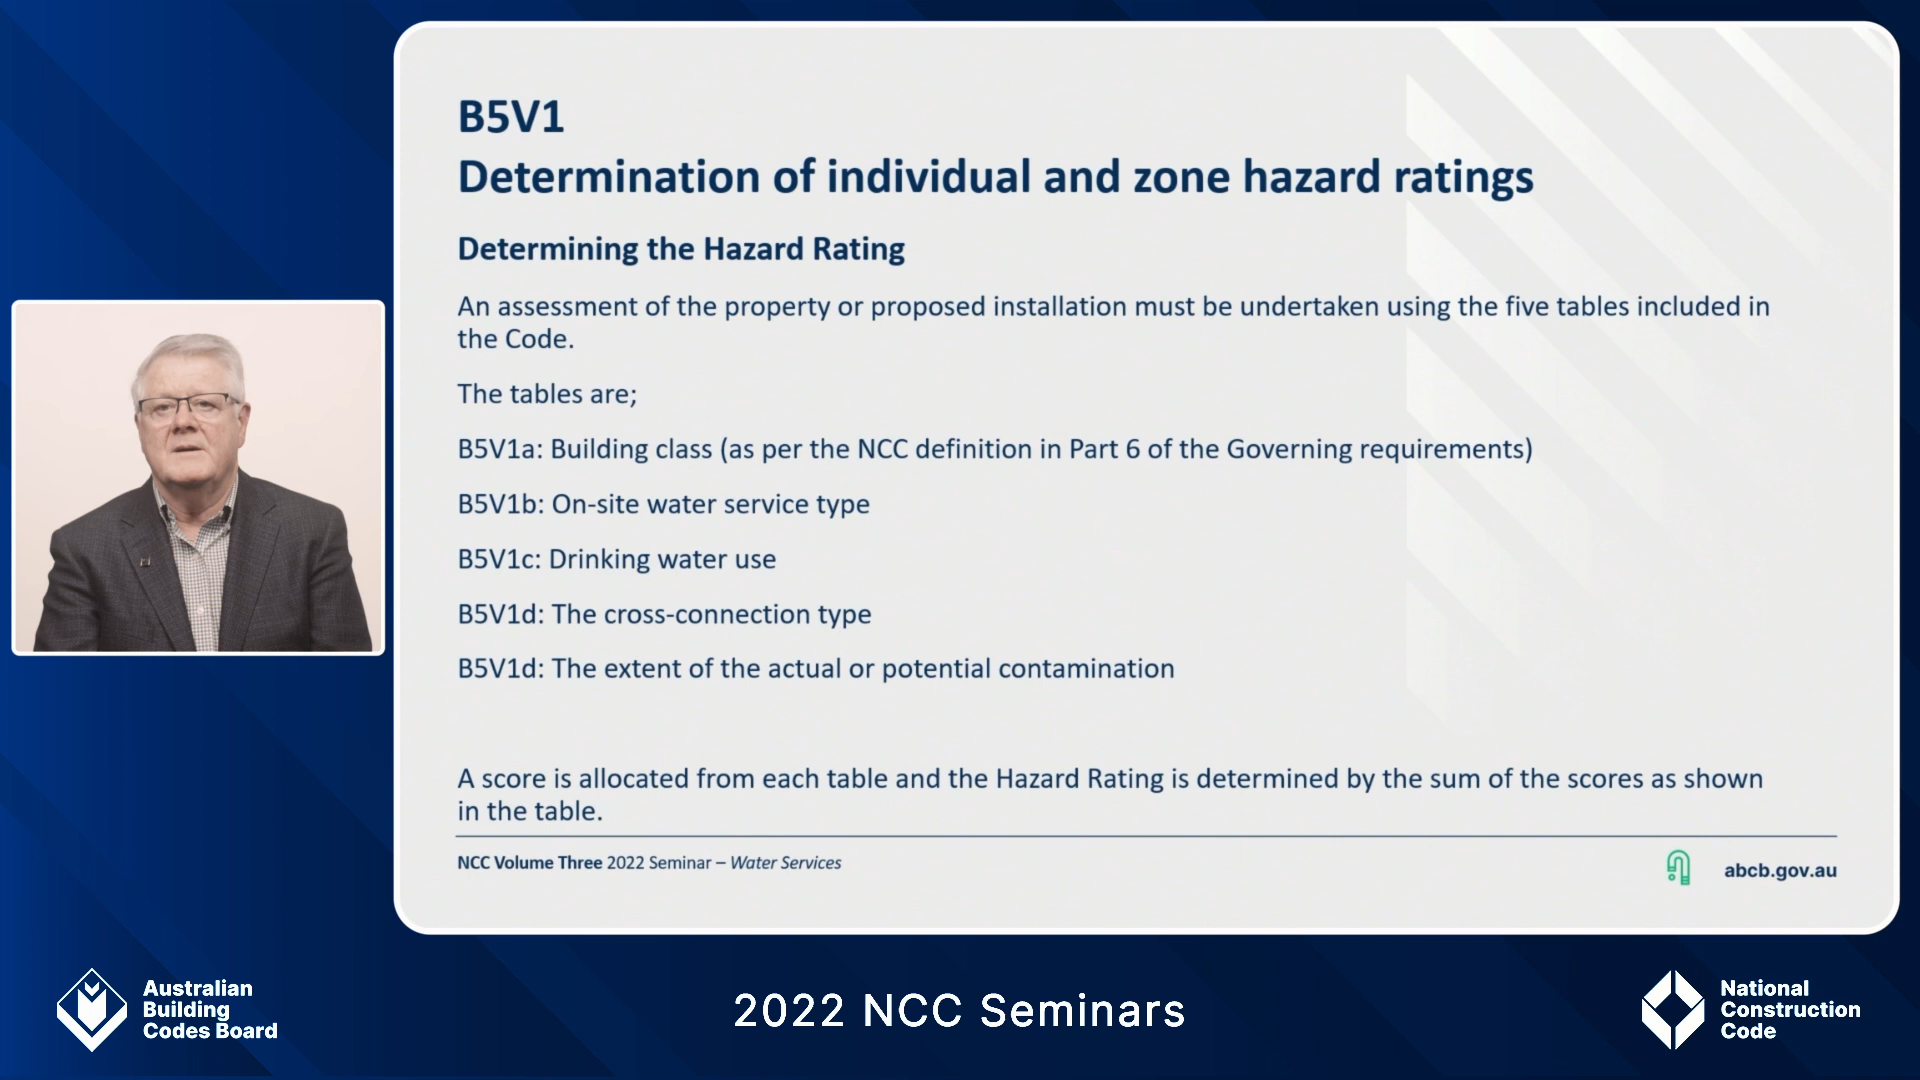 B5V1
Determination of individual and zone hazard ratings
Determining the Hazard Rating
An assessment of the property or proposed installation must be undertaken using the five tables included in
the Code.
The tables are;
B5V1a: Building class (as per the NCC definition in Part 6 of the Governing requirements)
B5V1b: On-site water service type
B5V1c: Drinking water use
B5V1d: The cross-connection type
B5V1d: The extent of the actual or potential contamination
A score is allocated from each table and the Hazard Rating is determined by the sum of the scores as shown
in the table.
NCC Volume Three 2022 Seminar – Water Services
abcb.gov.au
Australian
Building
Codes Board
2022 NCC Seminars
National
Construction
Code